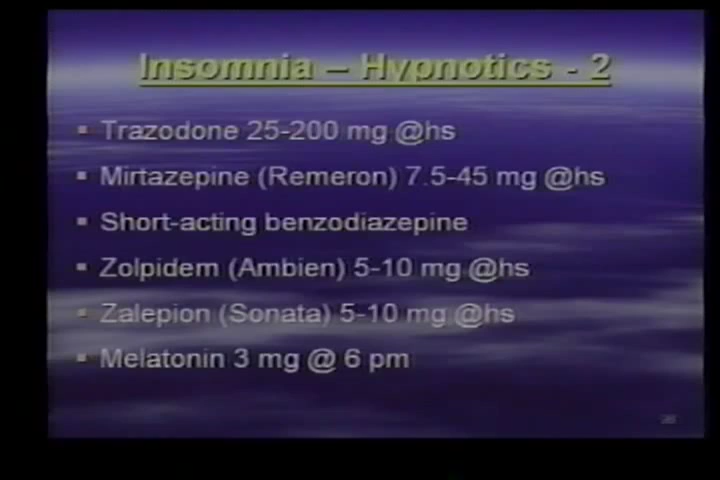 Insomnia – Hypnotics - 2
▪ Trazodone 25-200 mg @hs
▪ Mirtazepine (Remeron) 7.5-45 mg @hs
▪ Short-acting benzodiazepine
▪ Zolpidem (Ambien) 5-10 mg @hs
▪ Zalepion (Sonata) 5-10 mg @hs
▪ Melatonin 3 mg @ 6 pm